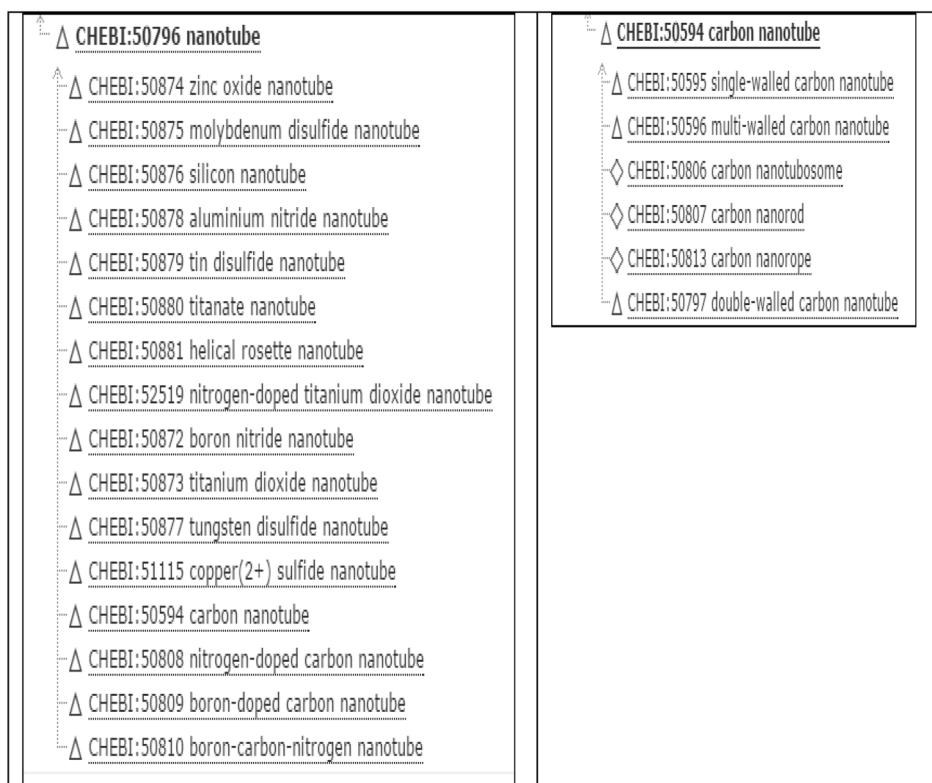 CHEBI:50796 nanotube
CHEBI:50874 zinc oxide nanotube
CHEBI:50875 molybdenum disulfide nanotube
CHEBI:50876 silicon nanotube
CHEBI:50878 aluminium nitride nanotube
CHEBI:50879 tin disulfide nanotube
CHEBI:50880 titanate nanotube
CHEBI:50881 helical rosette nanotube
CHEBI:52519 nitrogen-doped titanium dioxide nanotube
CHEBI:50872 boron nitride nanotube
CHEBI:50873 titanium dioxide nanotube
CHEBI:50877 tungsten disulfide nanotube
CHEBI:51115 copper(2+) sulfide nanotube
CHEBI:50594 carbon nanotube
CHEBI:50808 nitrogen-doped carbon nanotube
CHEBI:50809 boron-doped carbon nanotube
CHEBI:50810 boron-carbon-nitrogen nanotube
CHEBI:50594 carbon nanotube
CHEBI:50595 single-walled carbon nanotube
CHEBI:50596 multi-walled carbon nanotube
CHEBI:50806 carbon nanotubosome
CHEBI:50807 carbon nanorod
CHEBI:50813 carbon nanorope
CHEBI:50797 double-walled carbon nanotube